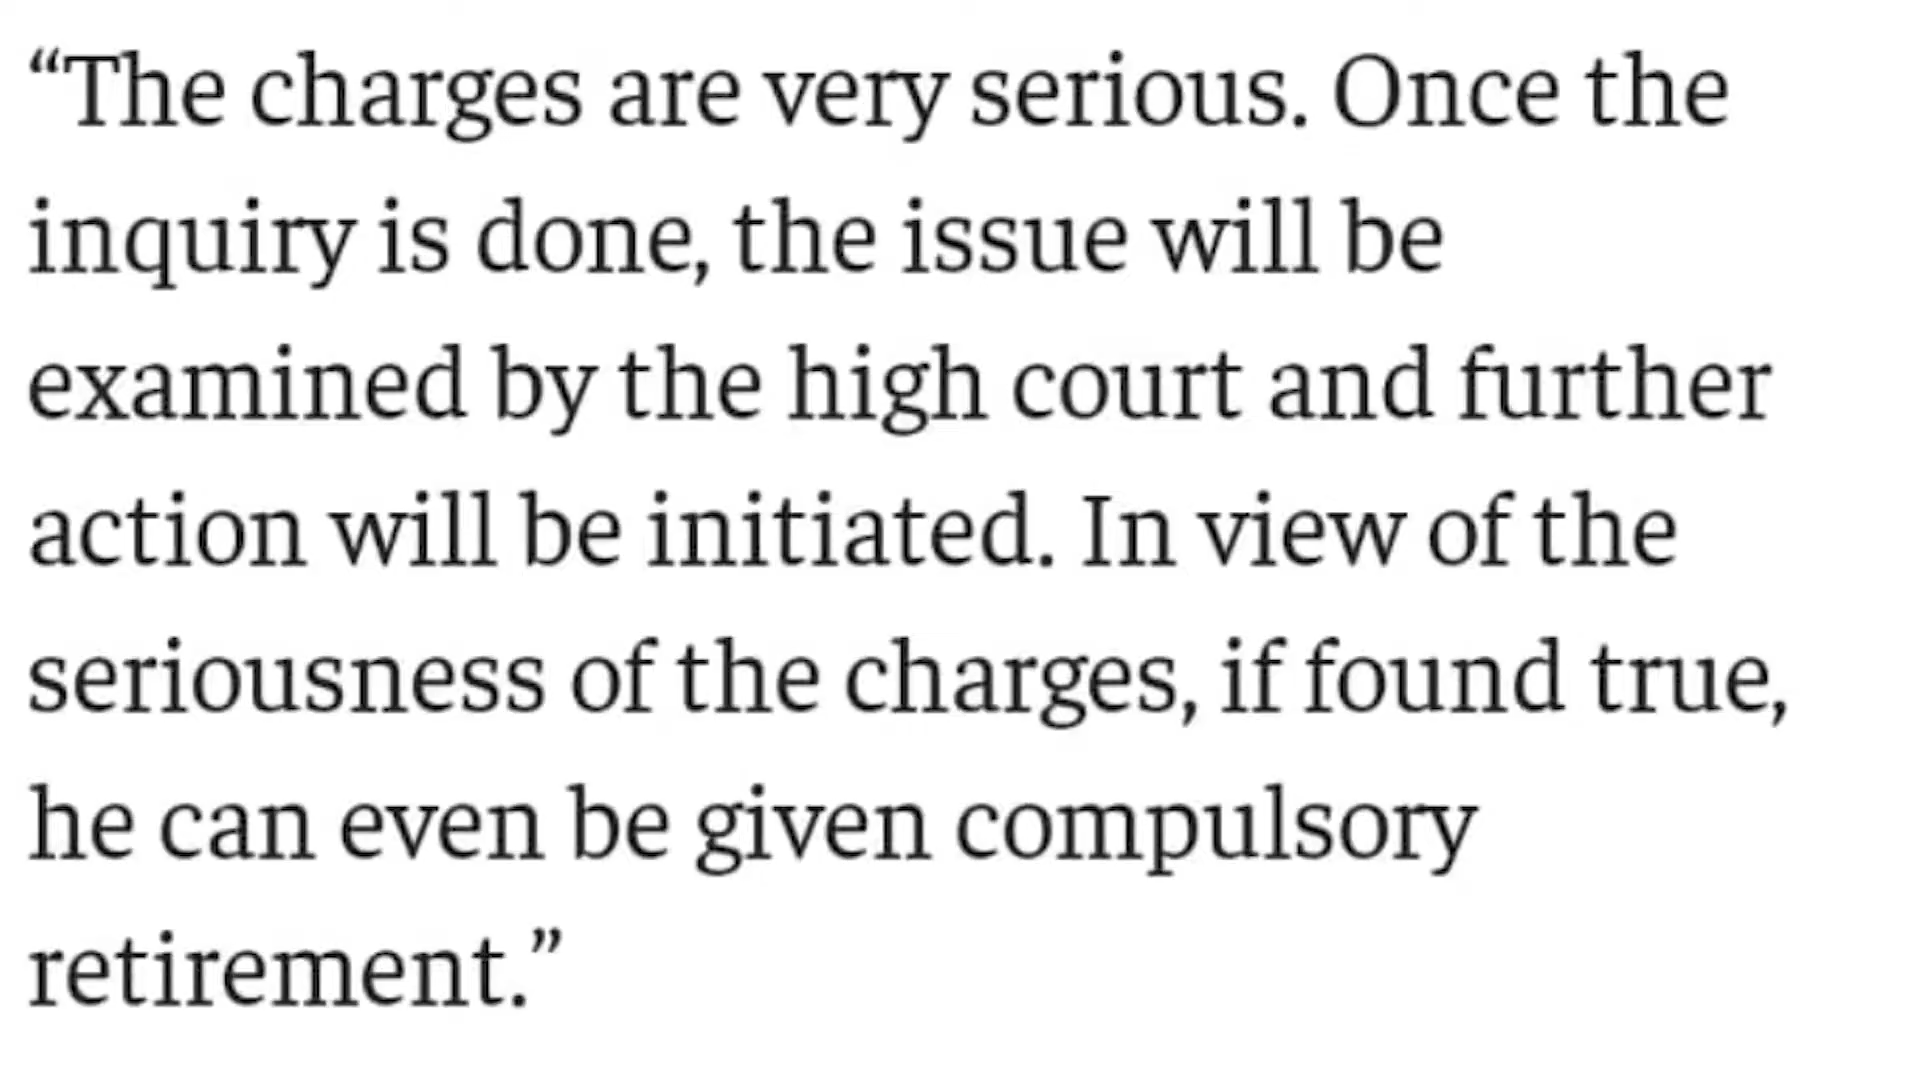 “The charges are very serious. Once the
inquiry is done, the issue will be
examined by the high court and further
action will be initiated. In view of the
seriousness of the charges, if found true,
he can even be given compulsory
retirement.”